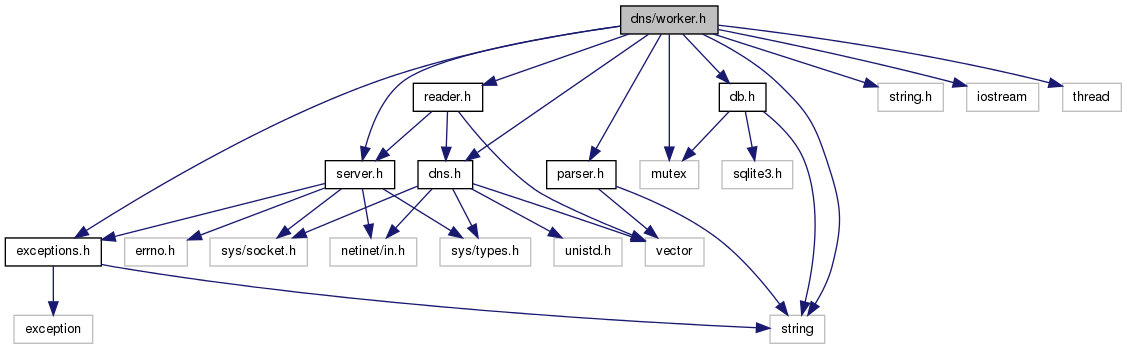 dns/worker.h
reader.h
db.h
string.h
iostream
thread
server.h
dns.h
parser.h
mutex
sqlite3.h
exceptions.h
errno.h
sys/socket.h
netinet/in.h
sys/types.h
unistd.h
vector
exception
string